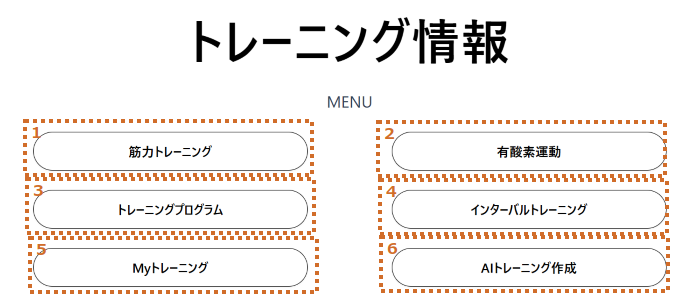 トレーニング情報
MENU
1
筋力トレーニング
2
有酸素運動
3
トレーニングプログラム
4
インターバルトレーニング
5
Myトレーニング
6
AIトレーニング作成